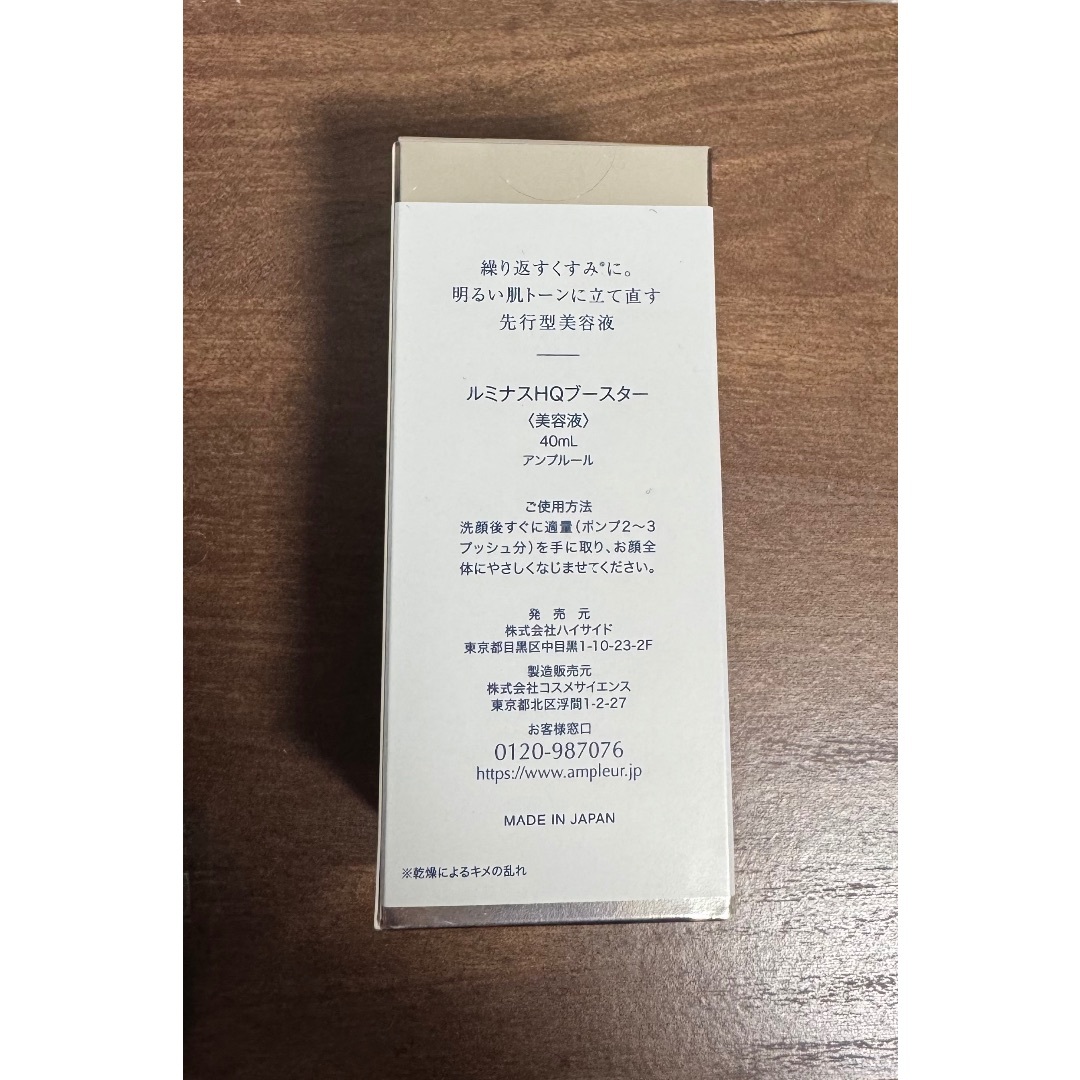 繰り返すくすみ※に。
明るい肌トーンに立て直す
先行型美容液
ルミナスHQブースター
〈美容液〉
40mL
アンプルール
ご使用方法
洗顔後すぐに適量(ポンプ2〜3
プッシュ分)を手に取り、お顔全
体にやさしくなじませてください。
発 売 元
株式会社ハイサイド
東京都目黒区中目黒1-10-23-2F
製造販売元
株式会社コスメサイエンス
東京都北区浮間1-2-27
お客様窓口
0120-987076
https://www.ampleur.jp
MADE IN JAPAN
※乾燥によるキメの乱れ